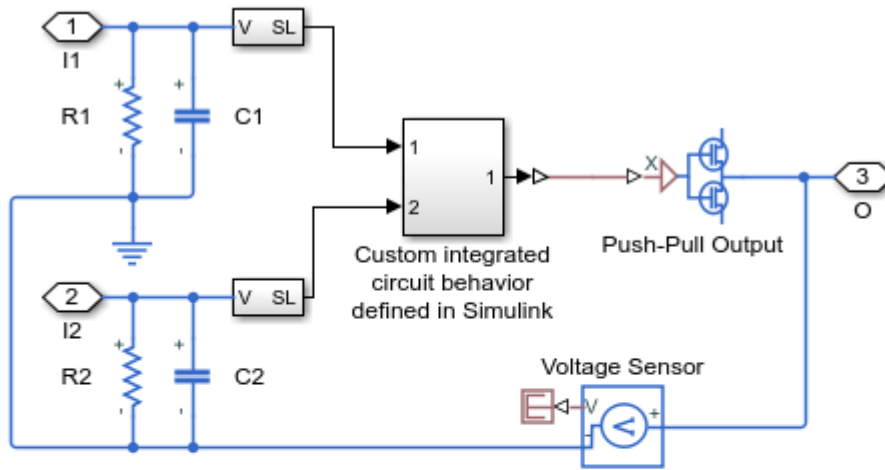 1
I1
V SL
+
+
R1
C1
-
-
1
2
1
Custom integrated
circuit behavior
defined in Simulink
X
Push-Pull Output
3
O
2
I2
V SL
+
+
R2
C2
-
-
Voltage Sensor
V
V
+
-